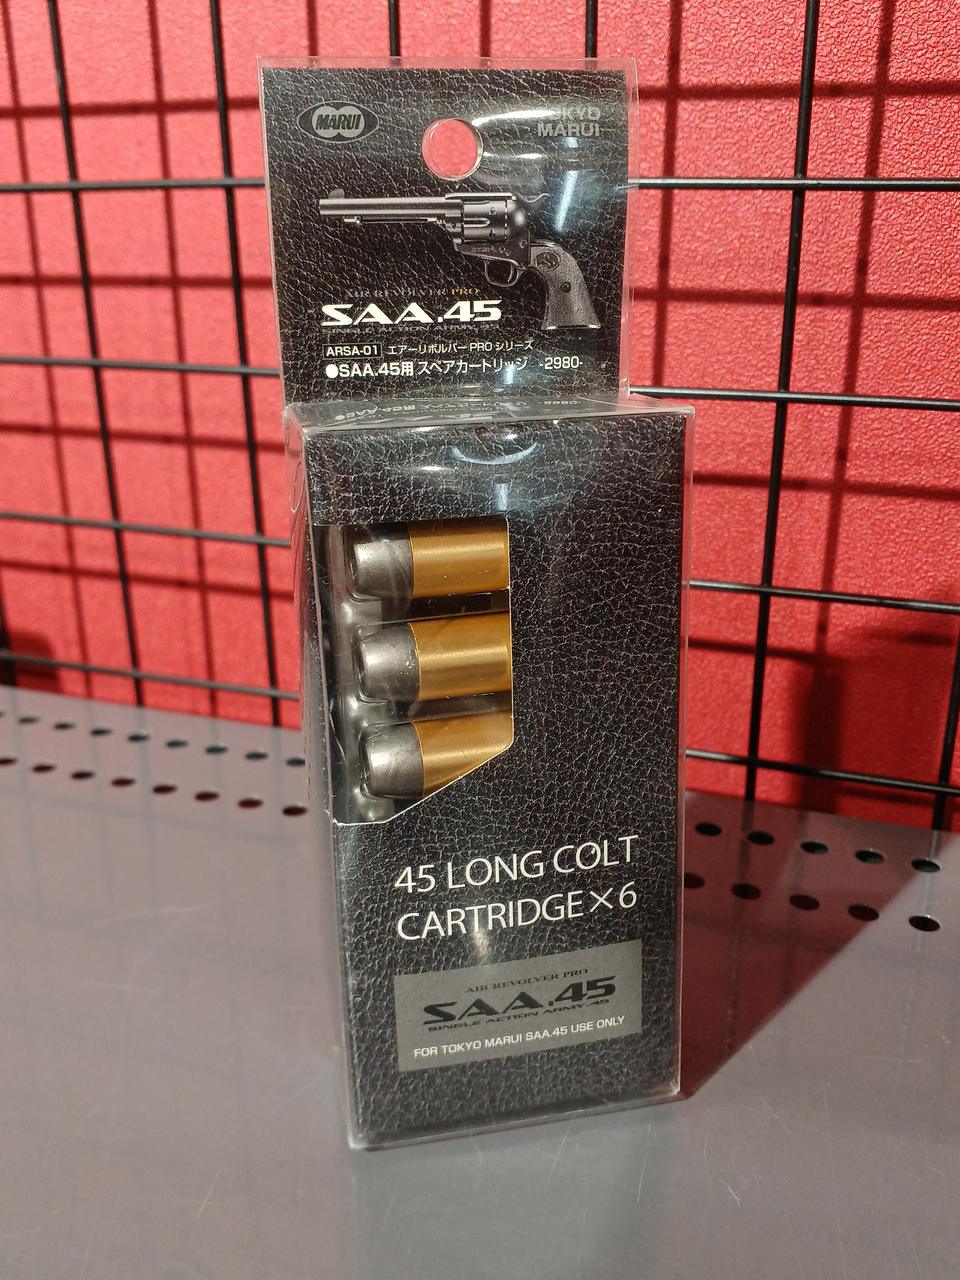 MARUI
TOKYO
MARUI
AIR REVOLVER PRO
SAA.45
SINGLE ACTION ARMY.45
ARSA-01 エアーリボルバーPROシリーズ
●SAA.45用スペアカートリッジ -2980-
45 LONG COLT
CARTRIDGE×6
AIR REVOLVER PRO
SAA.45
SINGLE ACTION ARMY.45
FOR TOKYO MARUI SAA.45 USE ONLY